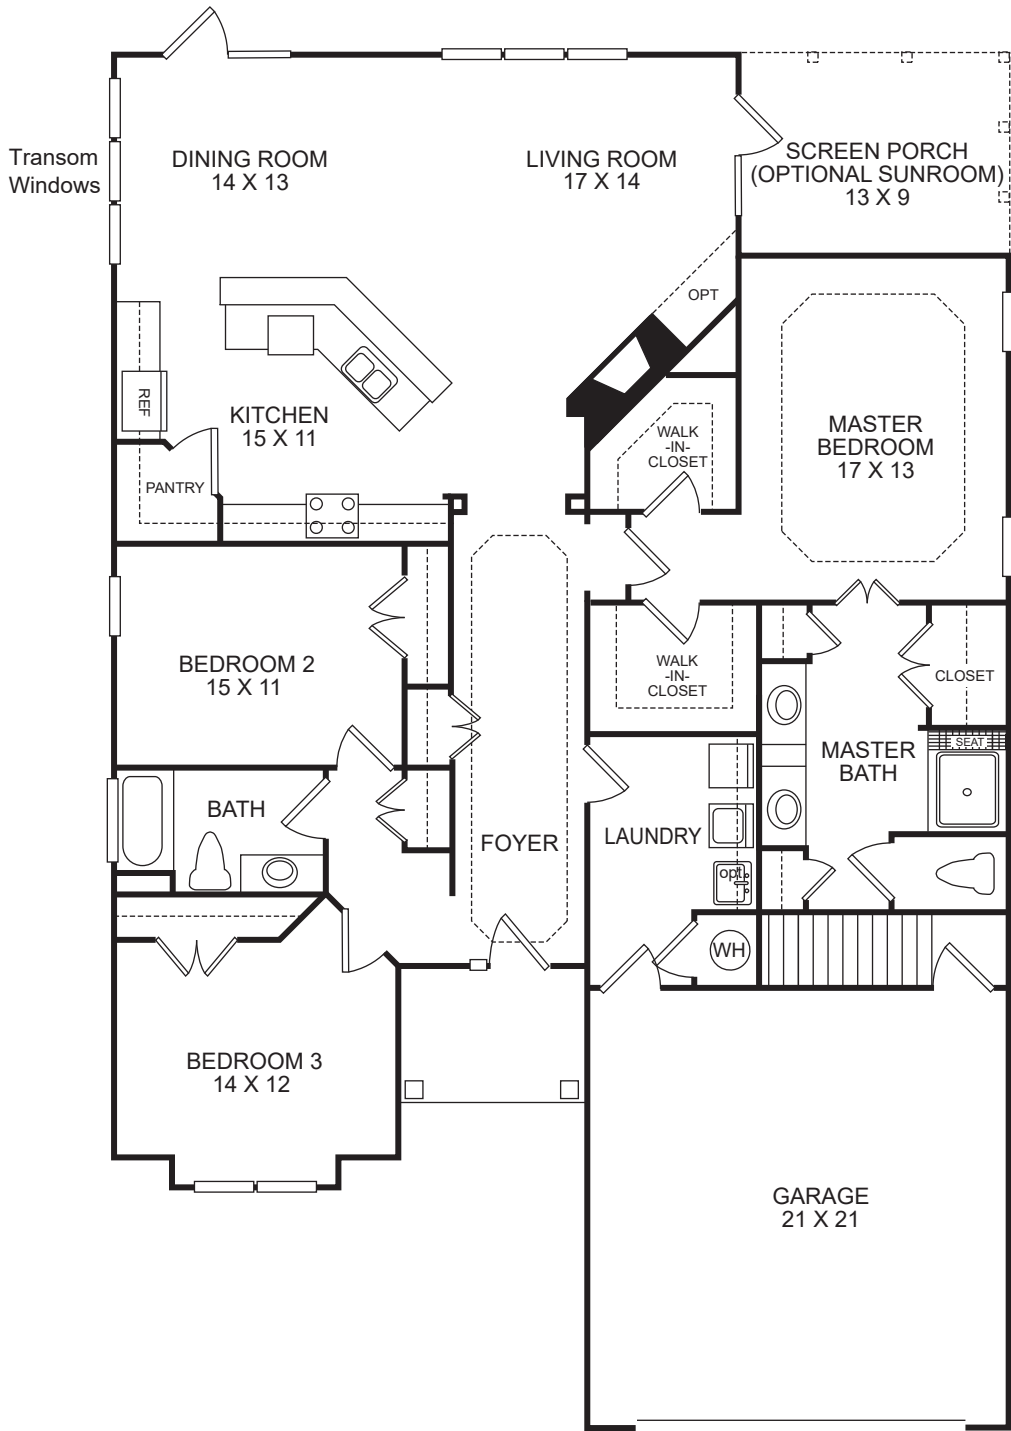 Transom
Windows
DINING ROOM
14 X 13
LIVING ROOM
17 X 14
SCREEN PORCH
(OPTIONAL SUNROOM)
13 X 9
OPT
REF
KITCHEN
15 X 11
PANTRY
WALK
-IN-
CLOSET
MASTER
BEDROOM
17 X 13
BEDROOM 2
15 X 11
WALK
-IN-
CLOSET
CLOSET
SEAT
MASTER
BATH
BATH
FOYER
LAUNDRY
opt.
WH
BEDROOM 3
14 X 12
GARAGE
21 X 21